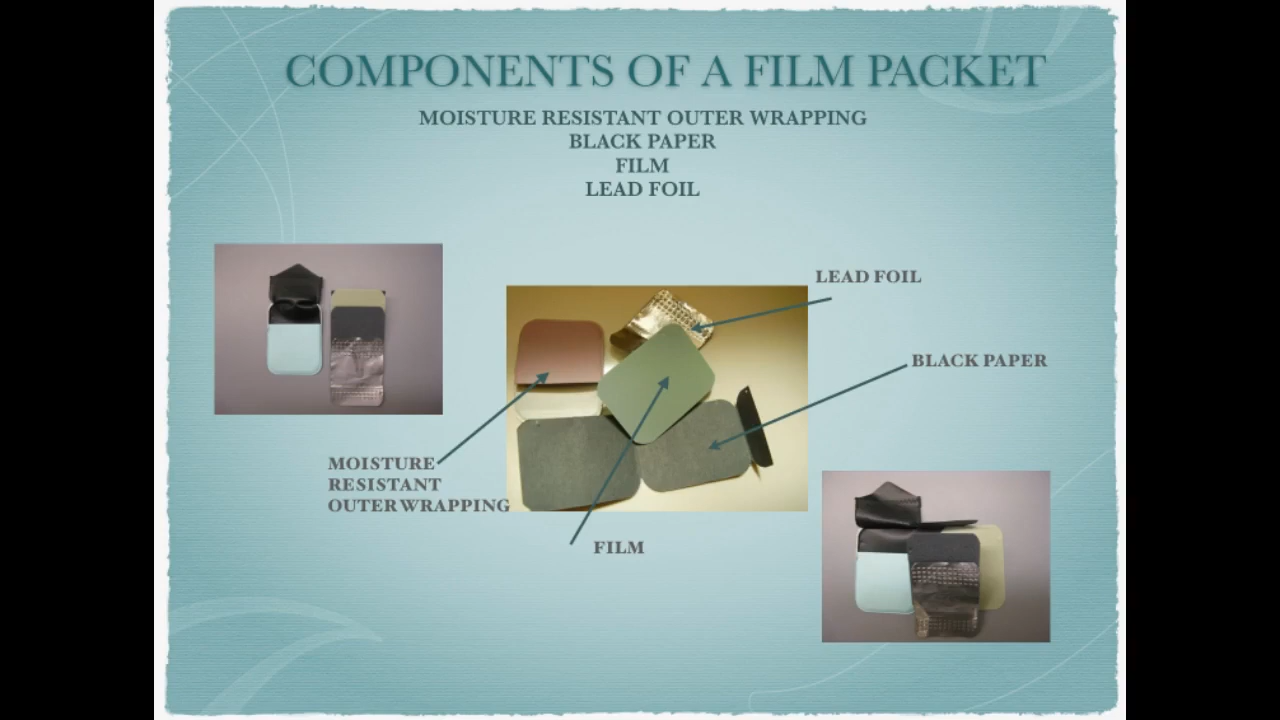 COMPONENTS OF A FILM PACKET
MOISTURE RESISTANT OUTER WRAPPING
BLACK PAPER
FILM
LEAD FOIL
LEAD FOIL
BLACK PAPER
MOISTURE
RESISTANT
OUTER WRAPPING
FILM